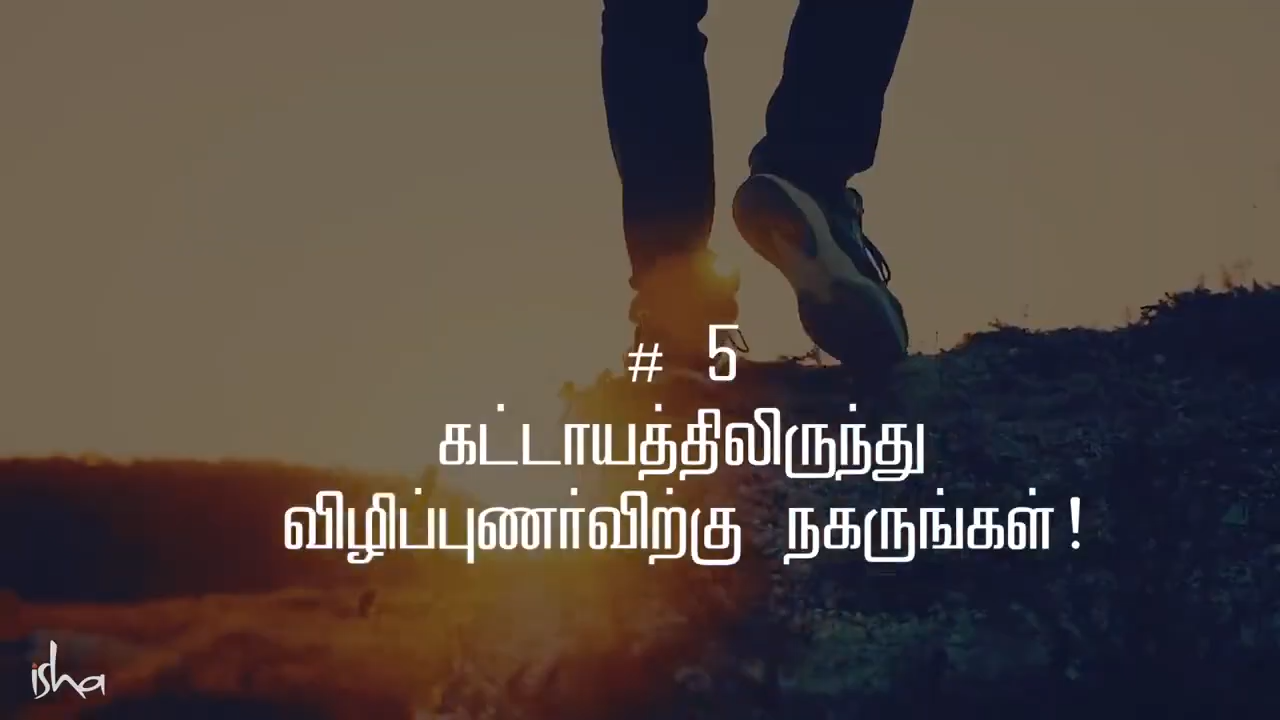 # 5
கட்டாயத்திலிருந்து
விழிப்புணர்விற்கு நகருங்கள்!
isha